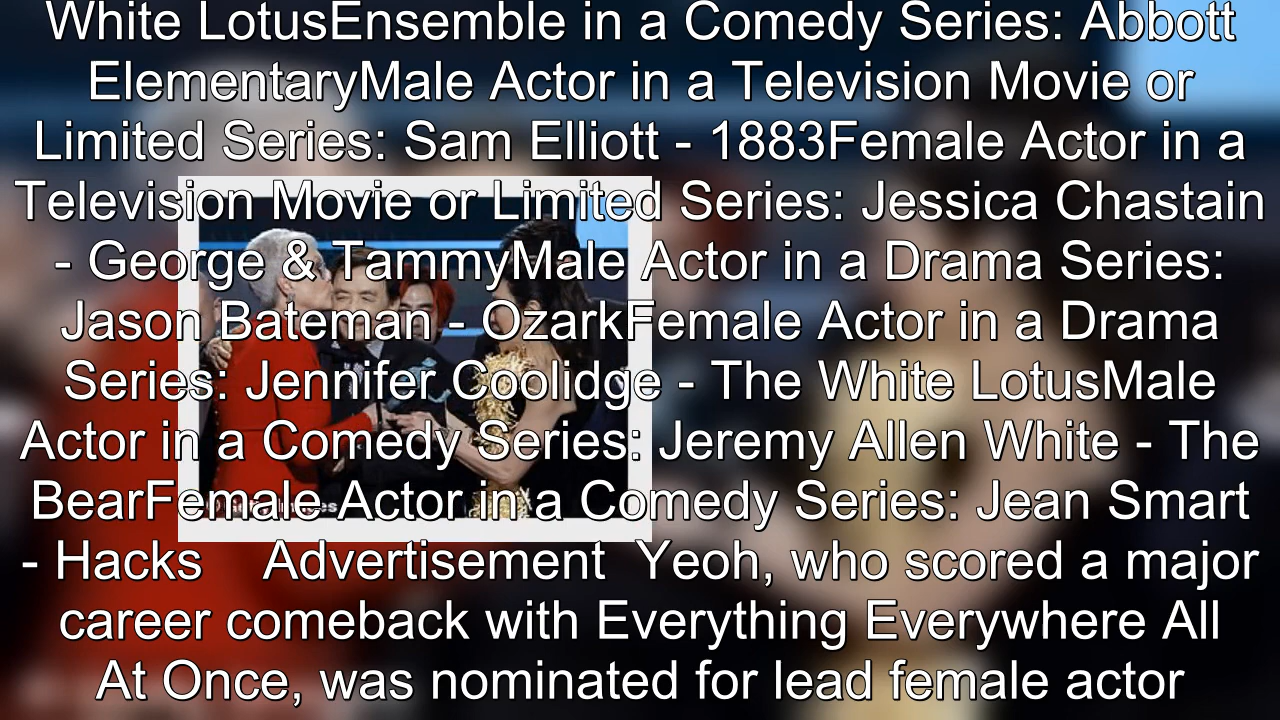 White LotusEnsemble in a Comedy Series: Abbott
ElementaryMale Actor in a Television Movie or
Limited Series: Sam Elliott - 1883Female Actor in a
Television Movie or Limited Series: Jessica Chastain
- George & TammyMale Actor in a Drama Series:
Jason Bateman - OzarkFemale Actor in a Drama
Series: Jennifer Coolidge - The White LotusMale
Actor in a Comedy Series: Jeremy Allen White - The
BearFemale Actor in a Comedy Series: Jean Smart
- Hacks Advertisement Yeoh, who scored a major
career comeback with Everything Everywhere All
At Once, was nominated for lead female actor